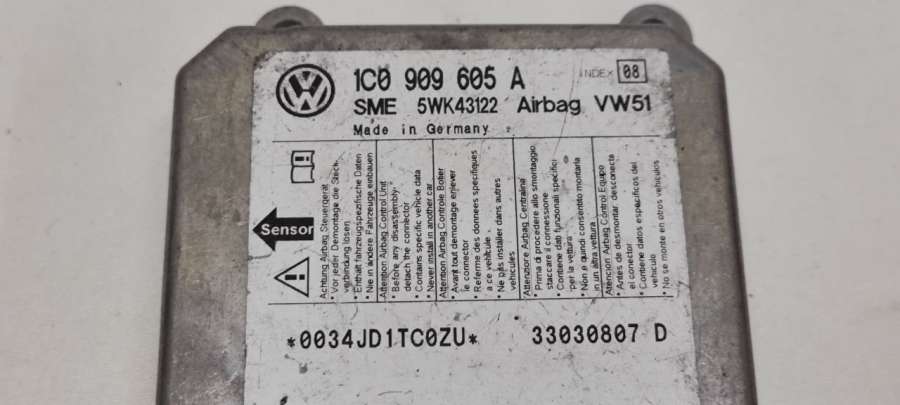 1C0 909 605 A
INDEX 08
SME 5WK43122 Airbag VW51
Made in Germany
Sensor
Achtung Airbag Steuergerät
• Vor jeder Demontage die Steck-
verbindung lösen
• Enthält fahrzeugspezifische Daten
• Nie in andere Fahrzeuge einbauen
Attention Airbag Control Unit
• Before any disassembly
detach the connector
• Contains specific vehicle data
• Never install in another car
Attention Airbag Controle Boîter
• Avant tout demontage enlever
le connector
• Referme des donnees specifiques
a ce vehicule
• Ne pas installer dans autres
vehicules
Attenzione Airbag Centralina
• Prima di procedere allo smontaggio
staccare il connessione
• Contiene dati funzionali specifici
per la vettura
• Non e quindi consentito montarla
in un altra vettura
Atencion Airbag Control Equipo
• Antes de desmontar, desconecta
el conector
• Contiene datos especificos del
vehiculo
• No se monte en otros vehiculos
*0034JD1TC0ZU*
33030807 D